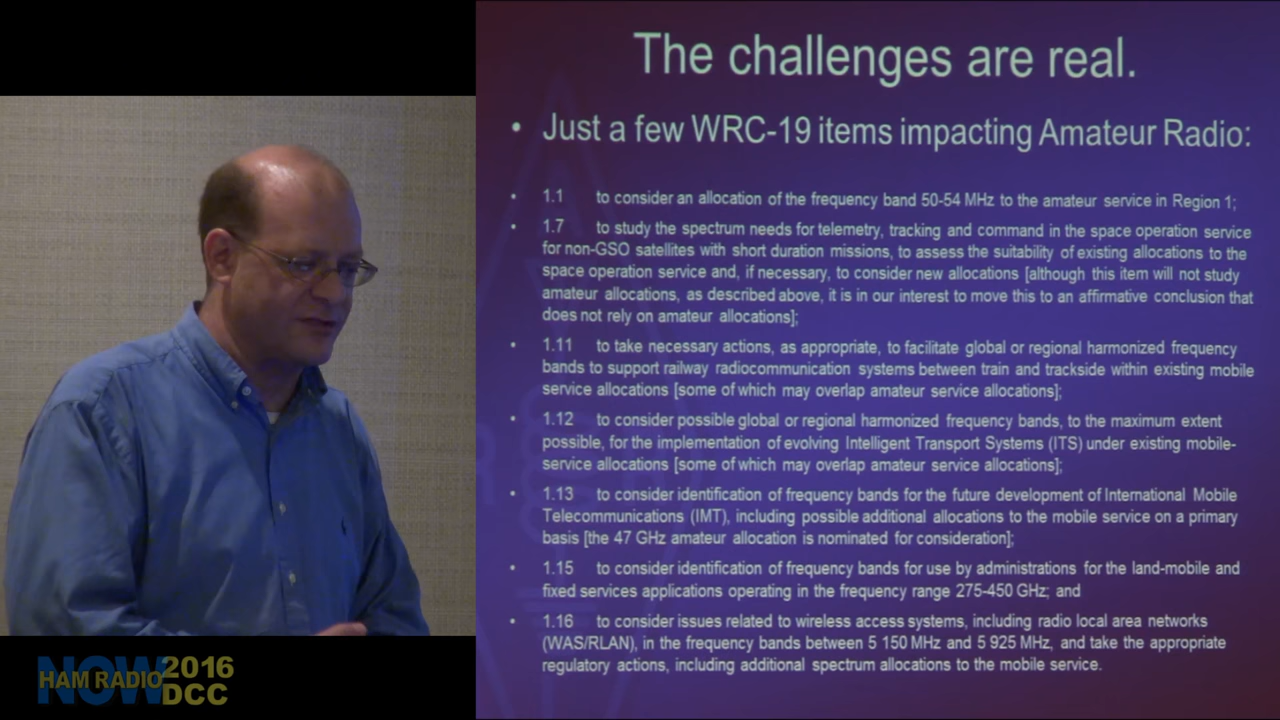 The challenges are real.
• Just a few WRC-19 items impacting Amateur Radio:
• 1.1 to consider an allocation of the frequency band 50-54 MHz to the amateur service in Region 1;
• 1.7 to study the spectrum needs for telemetry, tracking and command in the space operation service
for non-GSO satellites with short duration missions, to assess the suitability of existing allocations to the
space operation service and, if necessary, to consider new allocations [although this item will not study
amateur allocations, as described above, it is in our interest to move this to an affirmative conclusion that
does not rely on amateur allocations];
• 1.11 to take necessary actions, as appropriate, to facilitate global or regional harmonized frequency
bands to support railway radiocommunication systems between train and trackside within existing mobile
service allocations [some of which may overlap amateur service allocations];
• 1.12 to consider possible global or regional harmonized frequency bands, to the maximum extent
possible, for the implementation of evolving Intelligent Transport Systems (ITS) under existing mobile-
service allocations [some of which may overlap amateur service allocations];
• 1.13 to consider identification of frequency bands for the future development of International Mobile
Telecommunications (IMT), including possible additional allocations to the mobile service on a primary
basis [the 47 GHz amateur allocation is nominated for consideration];
• 1.15 to consider identification of frequency bands for use by administrations for the land-mobile and
fixed services applications operating in the frequency range 275-450 GHz; and
• 1.16 to consider issues related to wireless access systems, including radio local area networks
(WAS/RLAN), in the frequency bands between 5 150 MHz and 5 925 MHz, and take the appropriate
regulatory actions, including additional spectrum allocations to the mobile service.
HAM RADIO NOW 2016
DCC